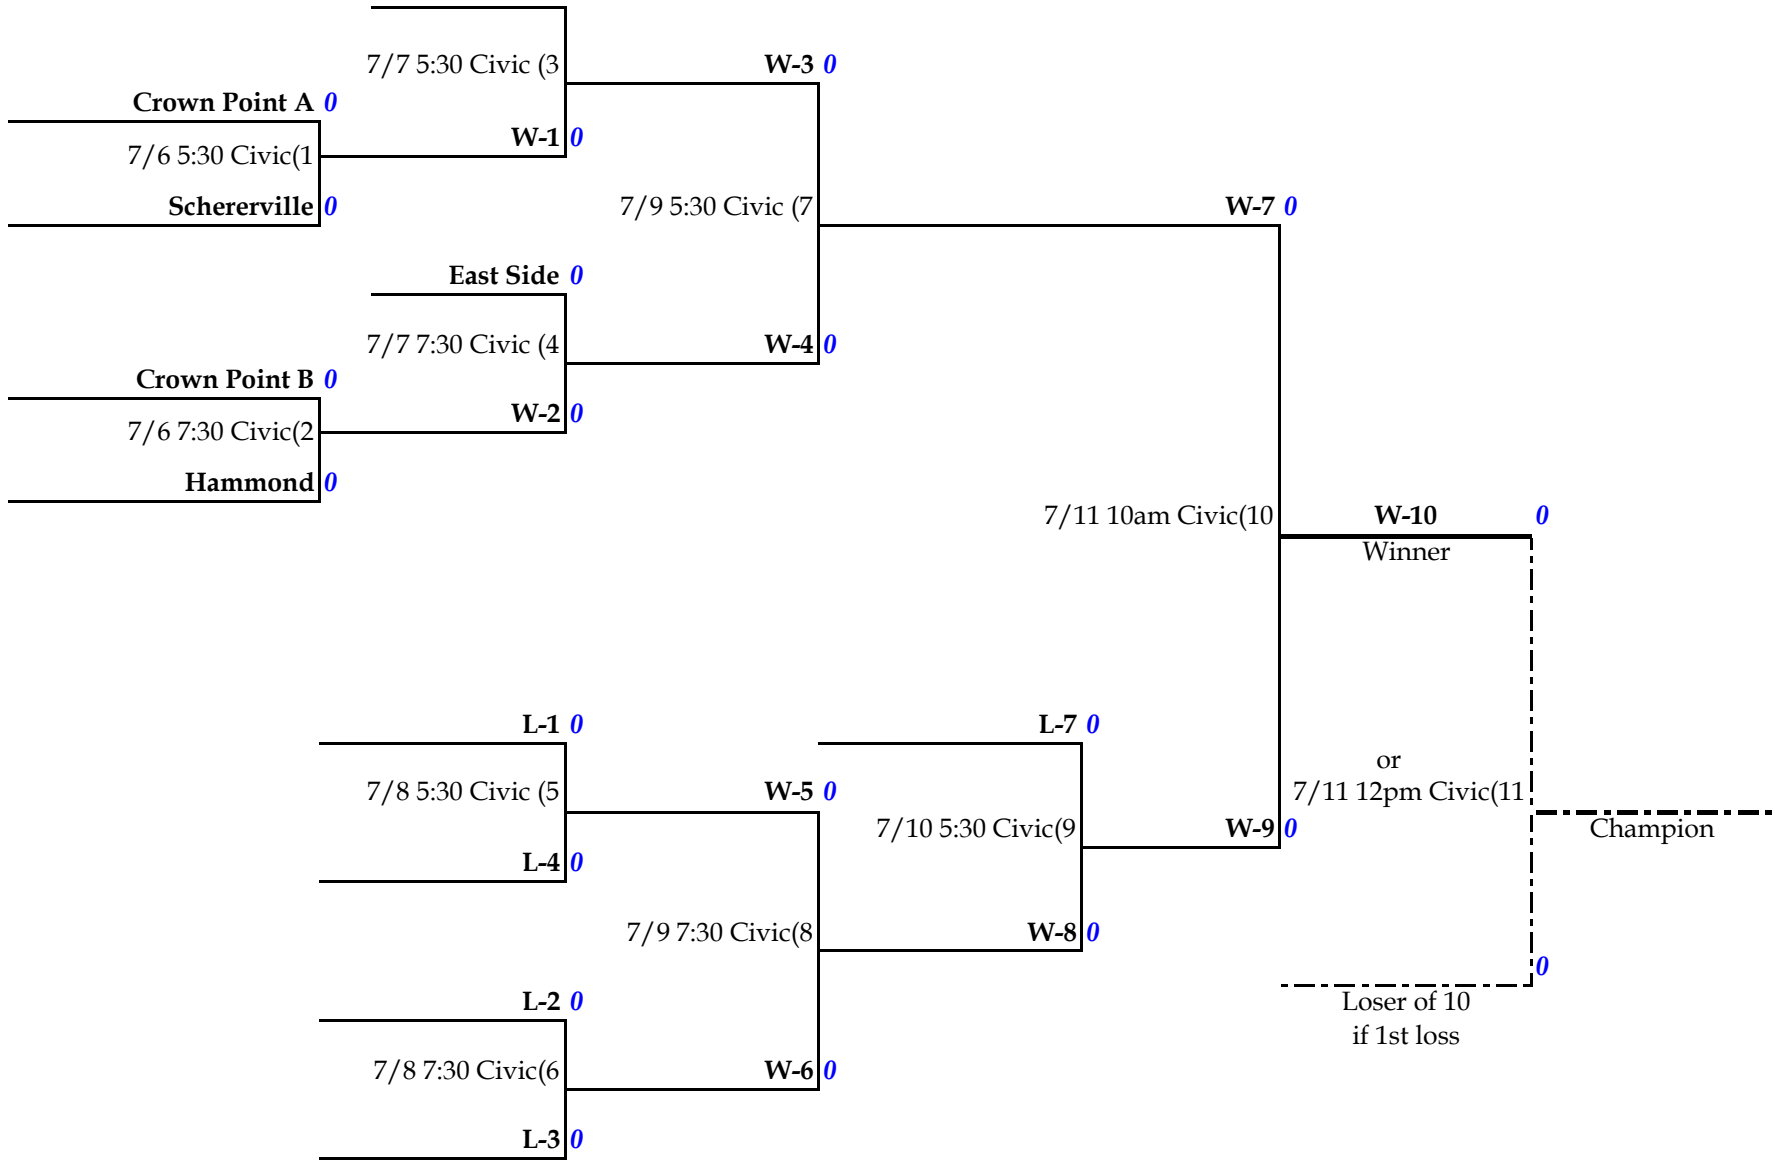 7/7 5:30 Civic (3
W-3 0
Crown Point A 0
W-1 0
7/6 5:30 Civic(1
Schererville 0
7/9 5:30 Civic (7
W-7 0
East Side 0
7/7 7:30 Civic (4
W-4 0
Crown Point B 0
W-2 0
7/6 7:30 Civic(2
Hammond 0
7/11 10am Civic(10
W-10 0
Winner
L-1 0
L-7 0
or
7/8 5:30 Civic (5
W-5 0
7/11 12pm Civic(11
7/10 5:30 Civic(9
W-9 0
Champion
L-4 0
7/9 7:30 Civic(8
W-8 0
0
L-2 0
Loser of 10
if 1st loss
7/8 7:30 Civic(6
W-6 0
L-3 0